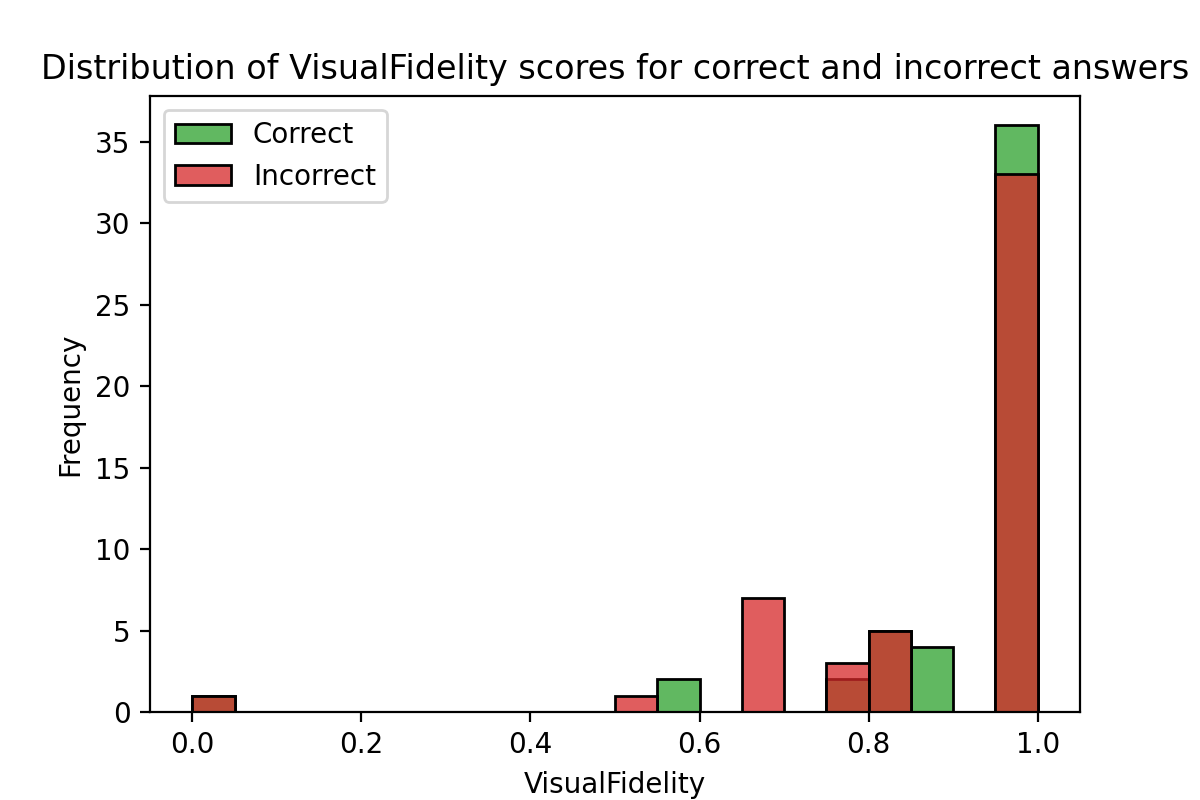 Distribution of VisualFidelity scores for correct and incorrect answers
Correct
Incorrect
35
30
25
20
15
10
5
0
Frequency
0.0 0.2 0.4 0.6 0.8 1.0
VisualFidelity